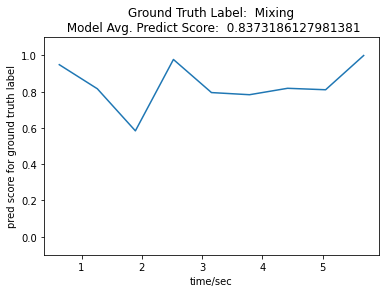 Ground Truth Label:  Mixing
Model Avg. Predict Score:  0.8373186127981381
pred score for ground truth label
1.0
0.8
0.6
0.4
0.2
0.0
1 2 3 4 5
time/sec